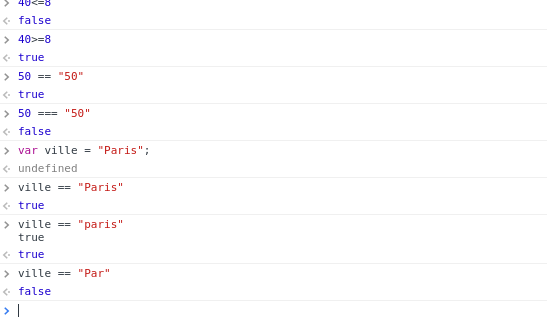 40<=8
false
40>=8
true
50 == "50"
true
50 === "50"
false
var ville = "Paris";
undefined
ville == "Paris"
true
ville == "paris"
true
true
ville == "Par"
false